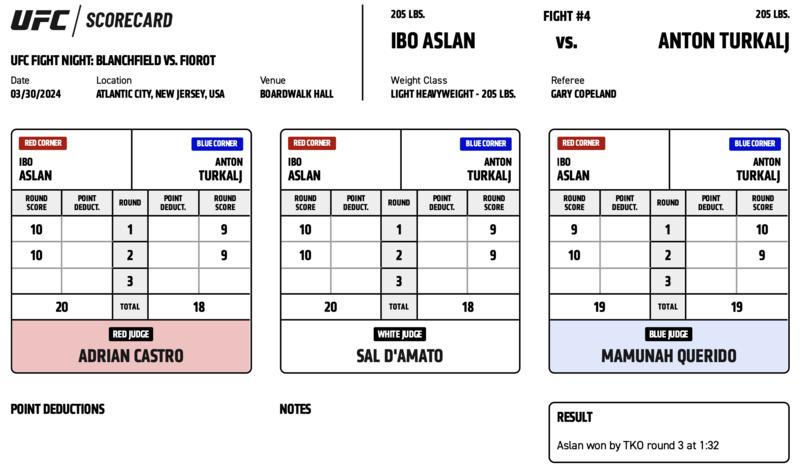 UFC / SCORECARD
UFC FIGHT NIGHT: BLANCHFIELD VS. FIOROT
Date Location Venue
03/30/2024 ATLANTIC CITY, NEW JERSEY, USA BOARDWALK HALL
205 LBS. FIGHT #4 205 LBS.
IBO ASLAN VS. ANTON TURKALJ
Weight Class Referee
LIGHT HEAVYWEIGHT - 205 LBS. GARY COPELAND
RED CORNER BLUE CORNER
IBO ANTON
ASLAN TURKALJ
ROUND SCORE POINT DEDUCT. ROUND POINT DEDUCT. ROUND SCORE
10 1 9
10 2 9
3
20 TOTAL 18
RED JUDGE
ADRIAN CASTRO
RED CORNER BLUE CORNER
IBO ANTON
ASLAN TURKALJ
ROUND SCORE POINT DEDUCT. ROUND POINT DEDUCT. ROUND SCORE
10 1 9
10 2 9
3
20 TOTAL 18
WHITE JUDGE
SAL D'AMATO
RED CORNER BLUE CORNER
IBO ANTON
ASLAN TURKALJ
ROUND SCORE POINT DEDUCT. ROUND POINT DEDUCT. ROUND SCORE
9 1 10
10 2 9
3
19 TOTAL 19
BLUE JUDGE
MAMUNAH QUERIDO
POINT DEDUCTIONS
NOTES
RESULT
Aslan won by TKO round 3 at 1:32